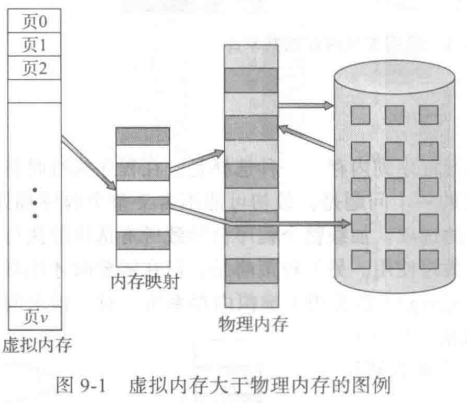 页0
页1
页2
页v
虚拟内存
内存映射
物理内存
图 9-1 虚拟内存大于物理内存的图例